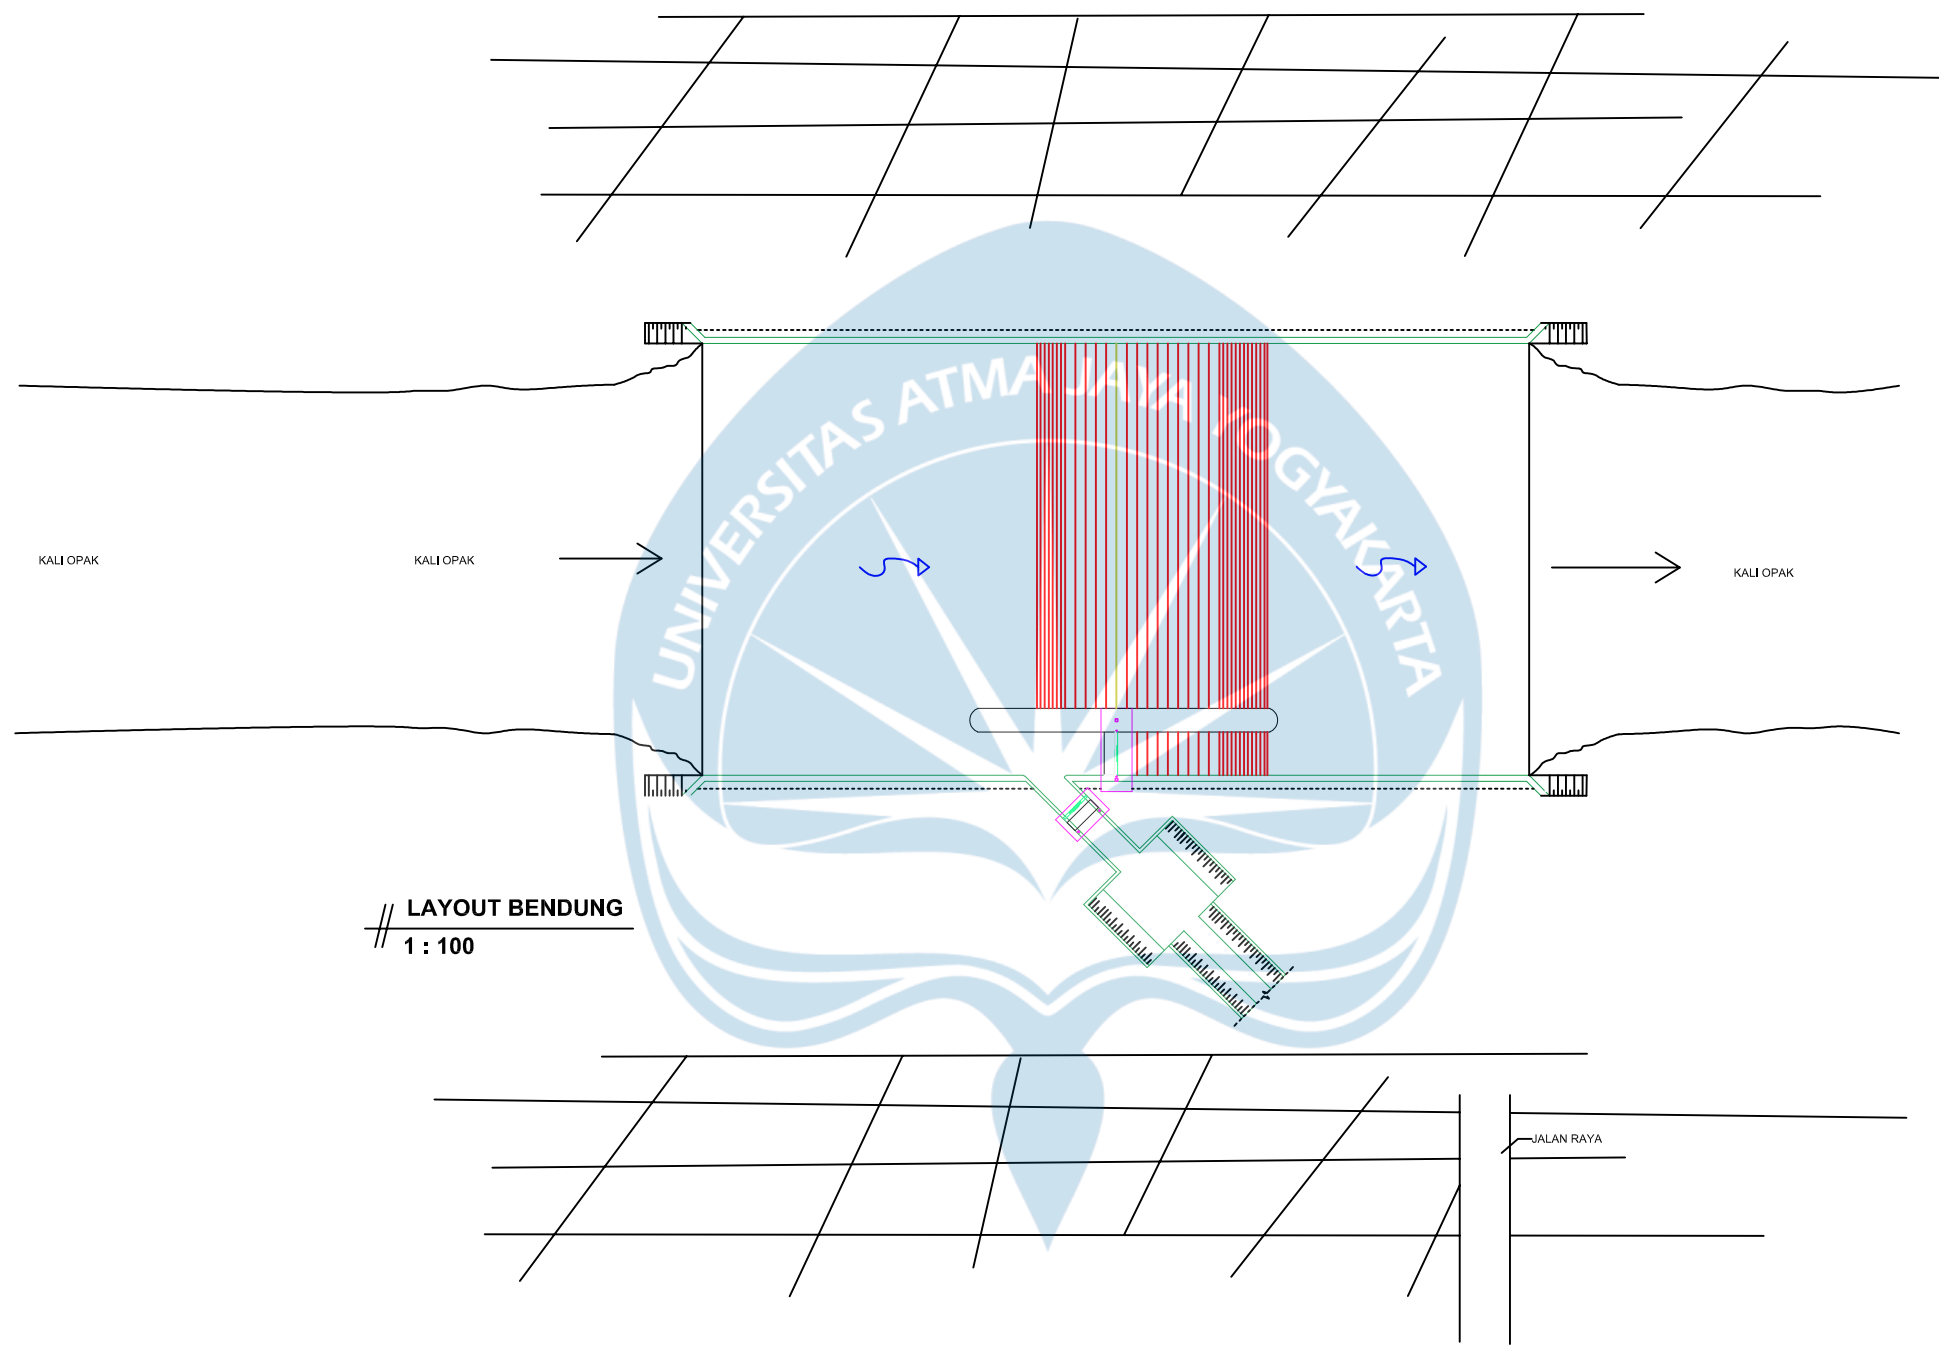 UNIVERSITAS ATMA JAYA YOGYAKARTA
KALI OPAK
KALI OPAK
KALI OPAK
LAYOUT BENDUNG
1 : 100
JALAN RAYA